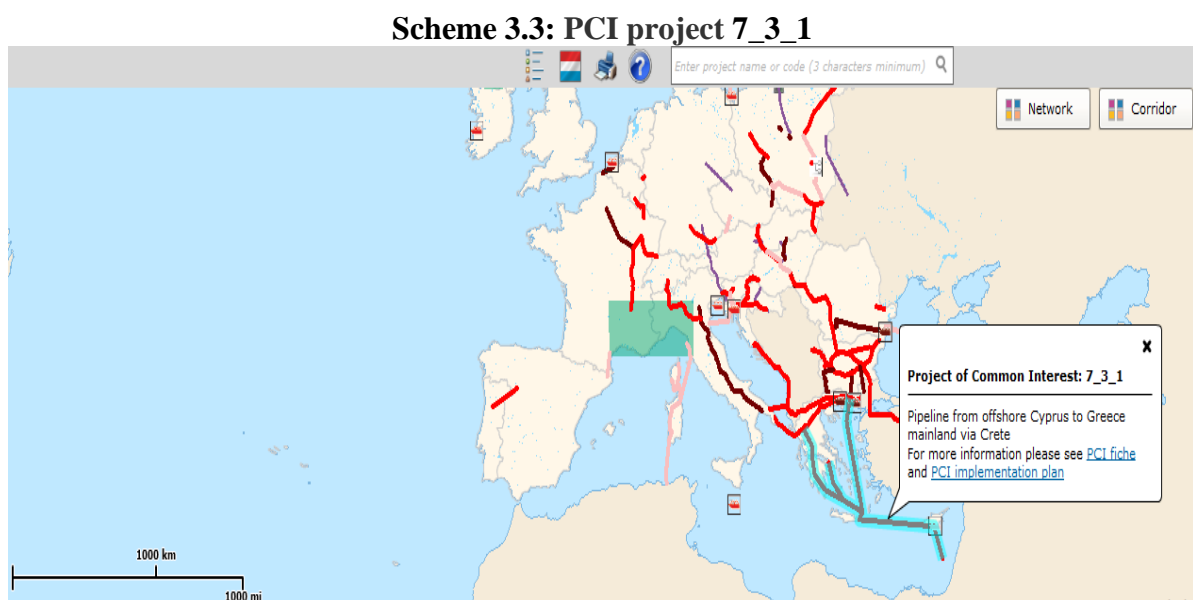 Scheme 3.3: PCI project 7_3_1
Enter project name or code (3 characters minimum)
Network
Corridor
x
Project of Common Interest: 7_3_1
Pipeline from offshore Cyprus to Greece
mainland via Crete
For more information please see PCI fiche
and PCI implementation plan
1000 km
1000 mi